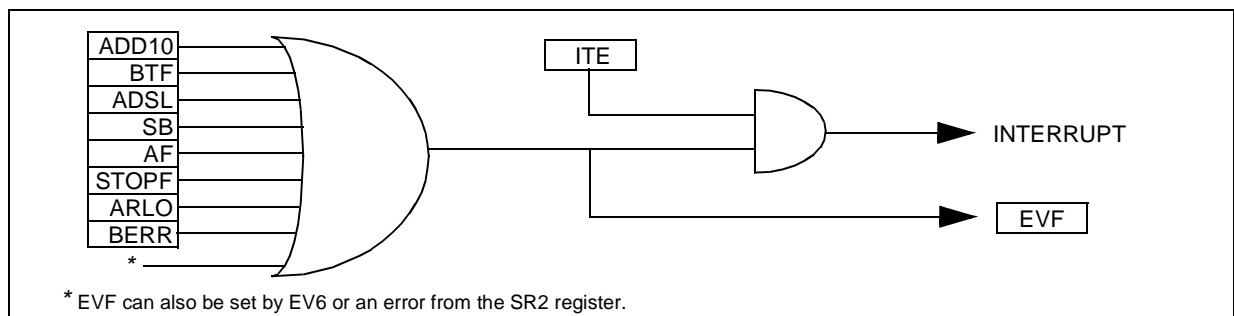 ADD10
BTF
ADSL
SB
AF
STOPF
ARLO
BERR
*
ITE
INTERRUPT
EVF
* EVF can also be set by EV6 or an error from the SR2 register.